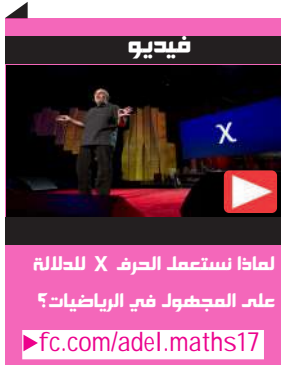 فيديو
X
لماذا نستعمل الحرف X للدلالة
على المجهول في الرياضيات؟
fc.com/adel.maths17